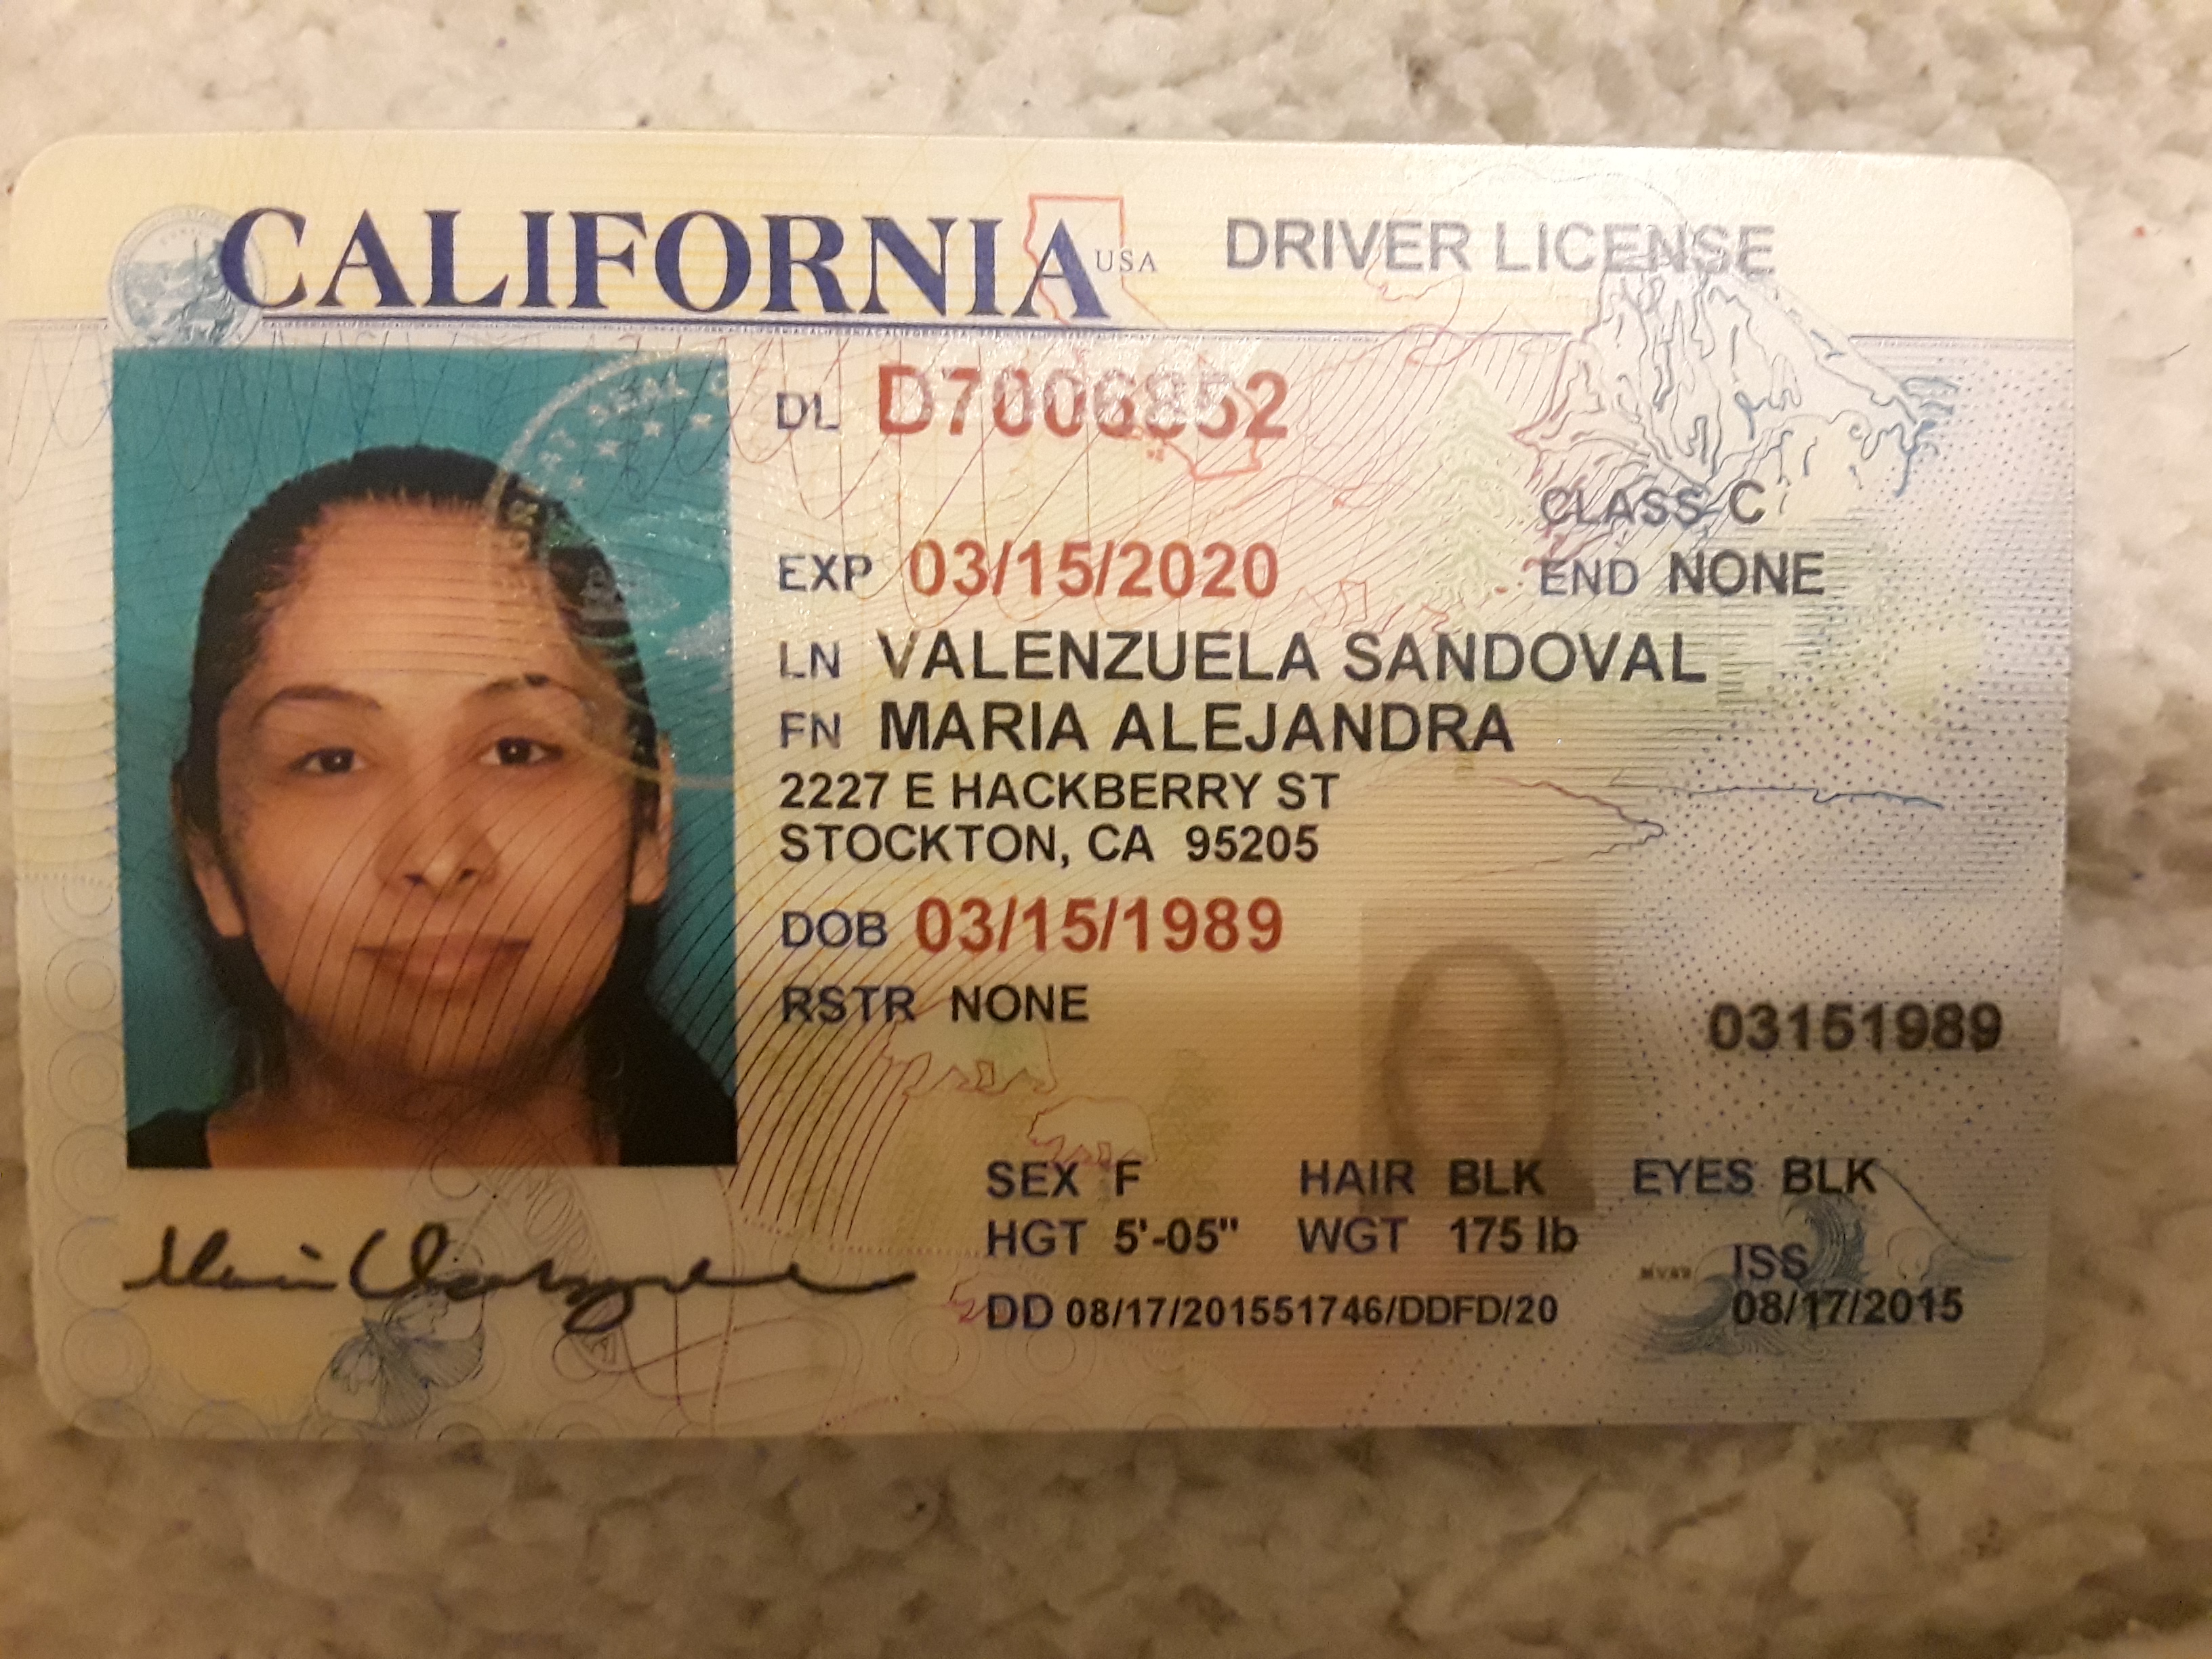 CALIFORNIA USA DRIVER LICENSE
DL D7006852
CLASS C
EXP 03/15/2020 END NONE
LN VALENZUELA SANDOVAL
FN MARIA ALEJANDRA
2227 E HACKBERRY ST
STOCKTON, CA 95205
DOB 03/15/1989
RSTR NONE
03151989
SEX F HAIR BLK EYES BLK
HGT 5'-05" WGT 175 lb
ISS
DD 08/17/201551746/DDFD/20 08/17/2015